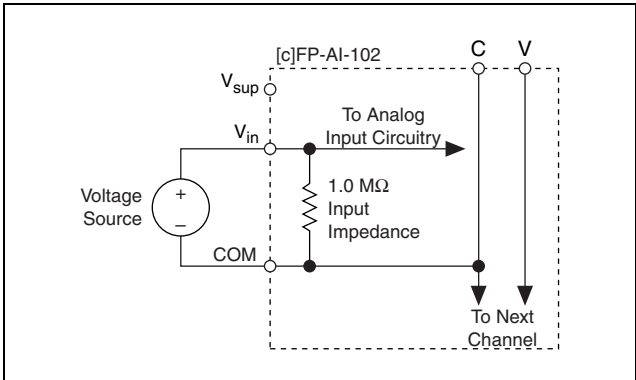 [c]FP-AI-102
C V
Vsup
To Analog
Input Circuitry
Vin
Voltage
Source
+
–
1.0 MΩ
Input
Impedance
COM
To Next
Channel